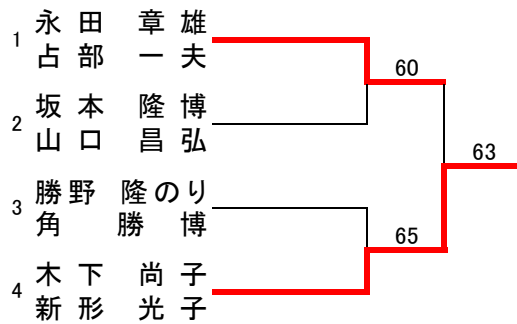 1 永田 章雄
占部 一夫
60
2 坂本 隆博
山口 昌弘
63
3 勝野 隆のり
角 勝博
65
4 木下 尚子
新形 光子